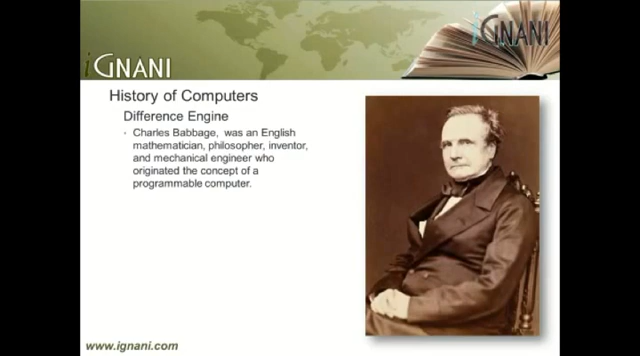 iGNANI
iGNANI
History of Computers
Difference Engine
• Charles Babbage, was an English
mathematician, philosopher, inventor,
and mechanical engineer who
originated the concept of a
programmable computer.
www.ignani.com